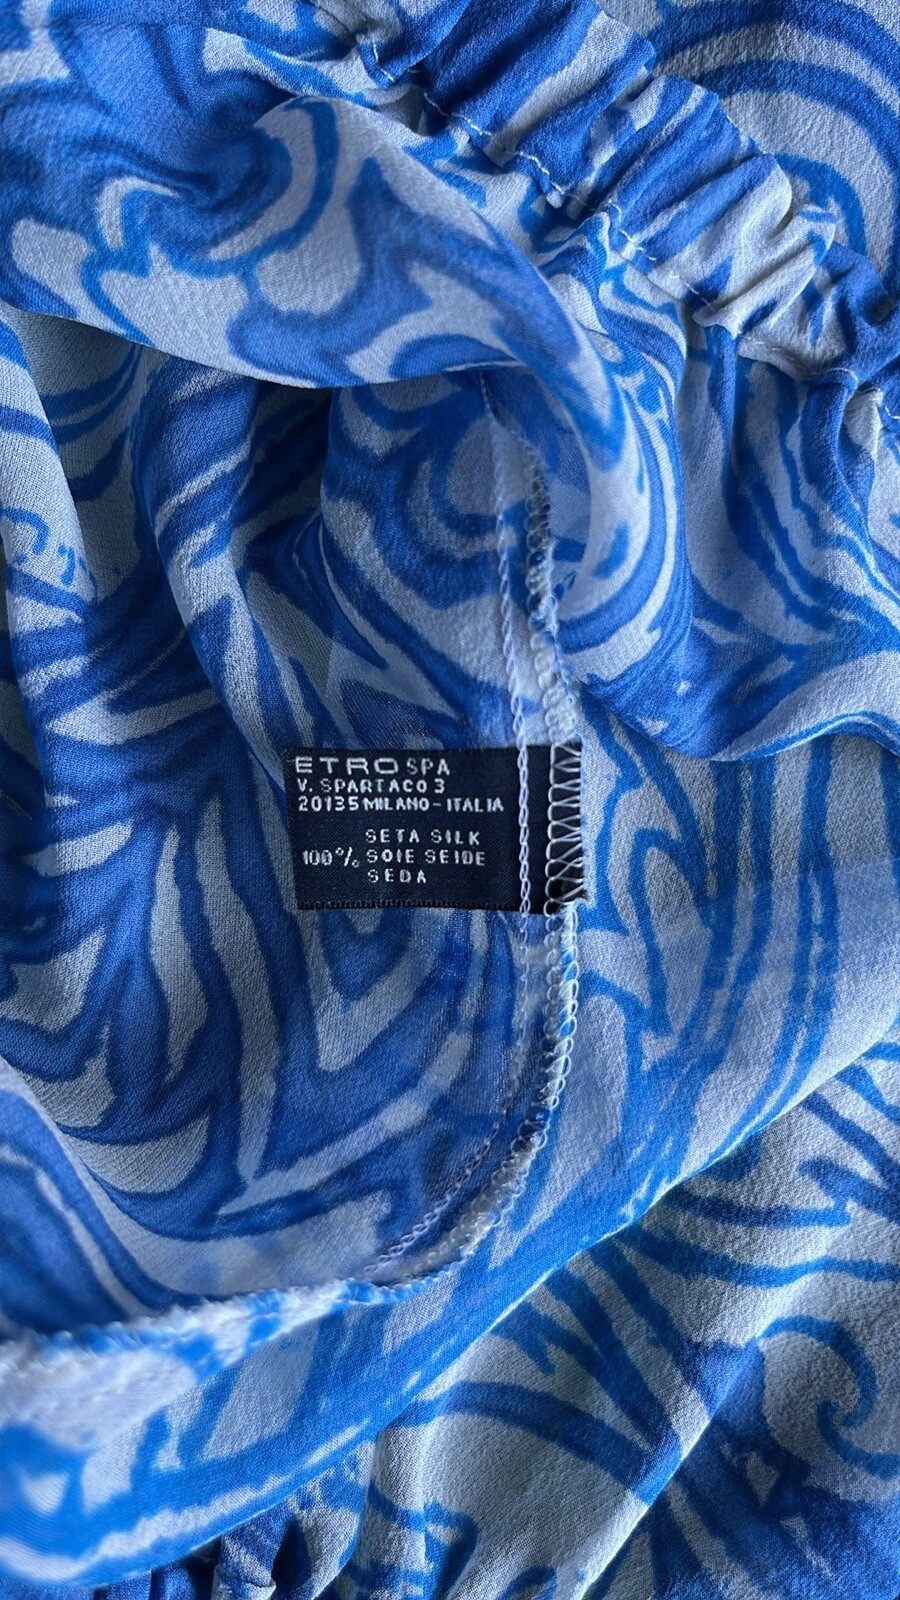 ETRO SPA
V. SPARTACO 3
20135 MILANO - ITALIA
SETA SILK
100% SOIE SEIDE
SEDA